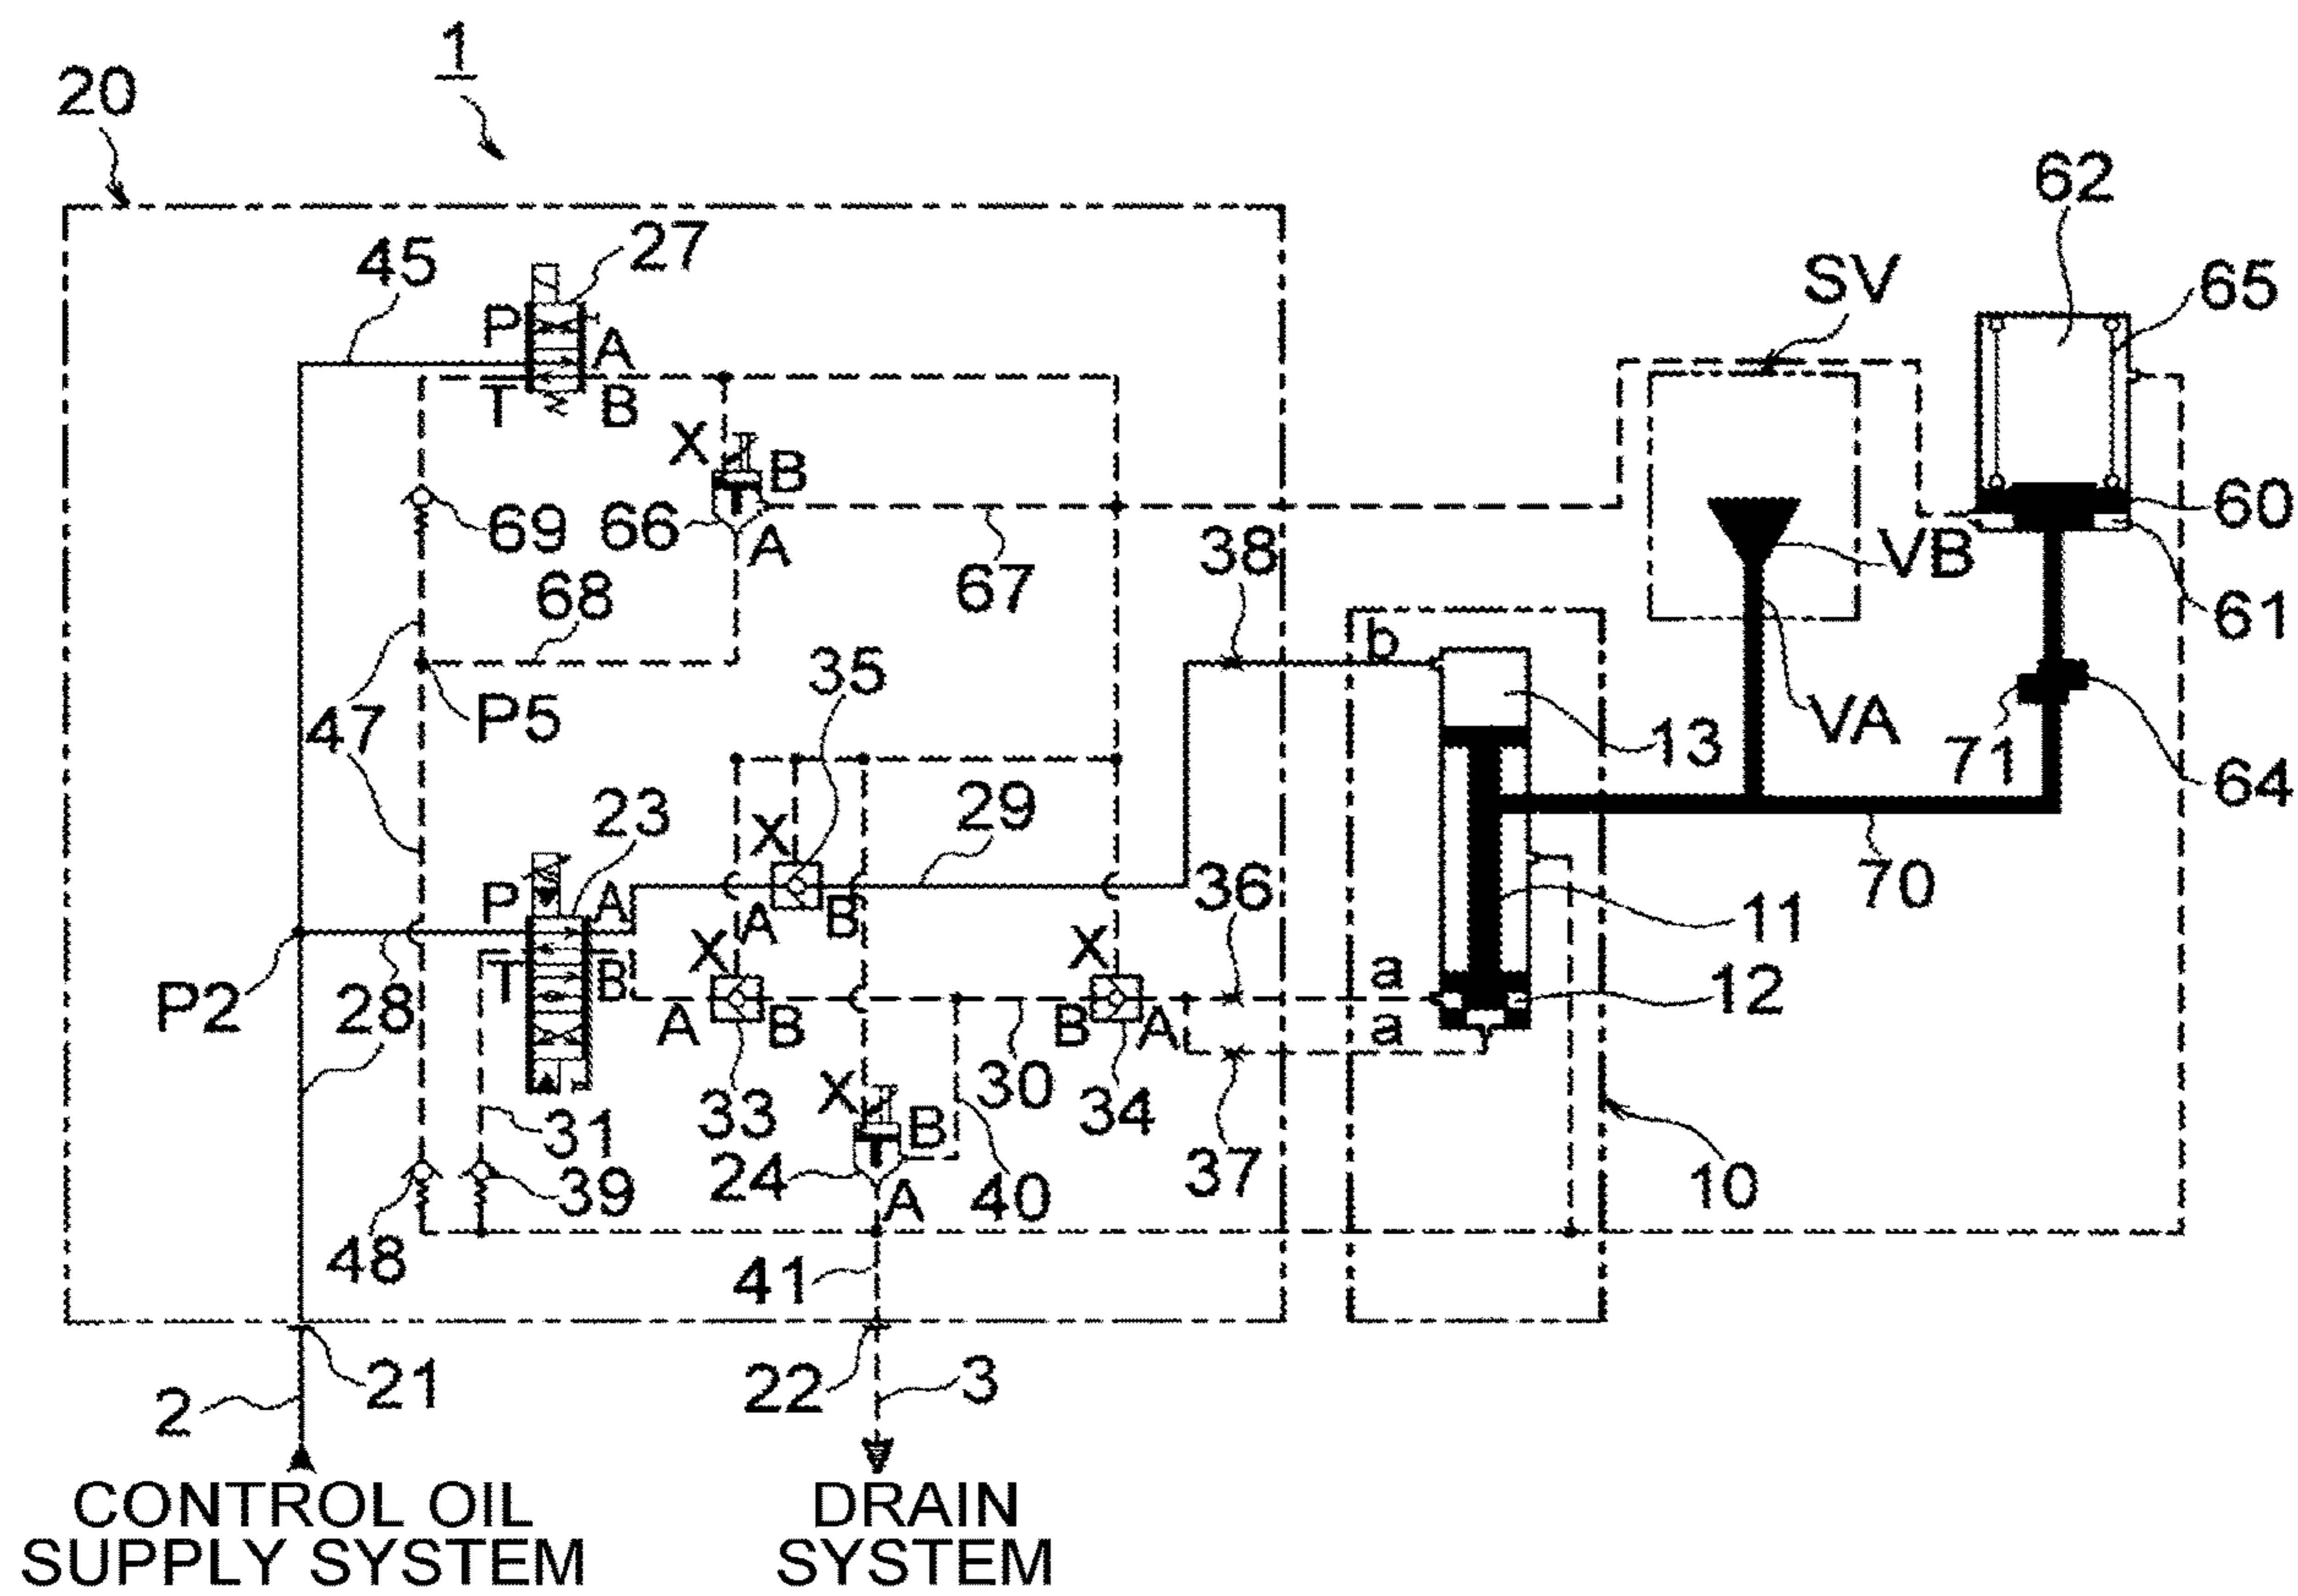 1
20
62
27
SV
45
65
P
A
T
B
X
B
60
69
66
A
VB
38
67
61
68
b
35
P5
VA
47
13
71
64
23
29
X
70
P
A
36
A
B
11
X
X
T
B
a
12
P2
28
A
B
B
A
a
X
30
33
34
31
B
24
37
39
A
40
10
48
41
21
22
3
2
CONTROL OIL
SUPPLY SYSTEM
DRAIN
SYSTEM